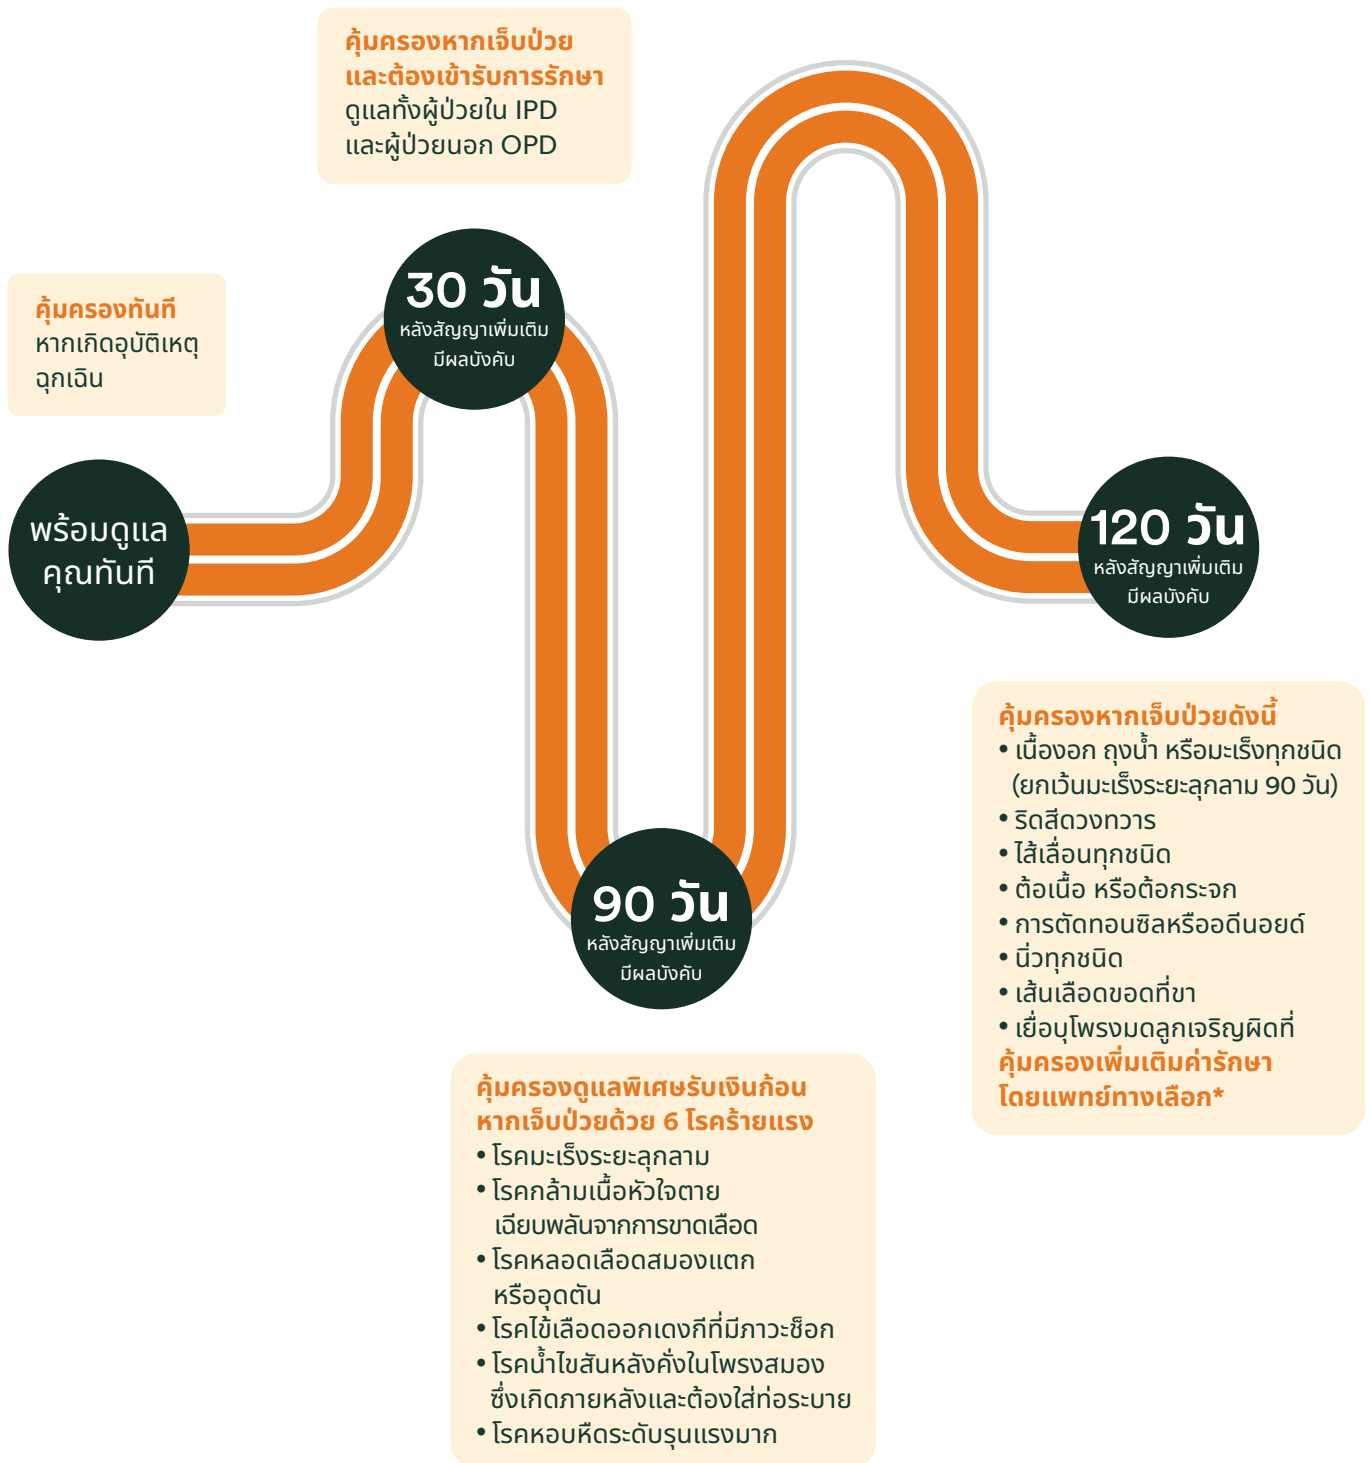 คุ้มครองทันที
หากเกิดอุบัติเหตุ
ฉุกเฉิน
พร้อมดูแล
คุณทันที
คุ้มครองหากเจ็บป่วย
และต้องเข้ารับการรักษา
ดูแลทั้งผู้ป่วยใน IPD
และผู้ป่วยนอก OPD
30 วัน
หลังสัญญาเพิ่มเติม
มีผลบังคับ
90 วัน
หลังสัญญาเพิ่มเติม
มีผลบังคับ
คุ้มครองดูแลพิเศษรับเงินก้อน
หากเจ็บป่วยด้วย 6 โรคร้ายแรง
• โรคมะเร็งระยะลุกลาม
• โรคกล้ามเนื้อหัวใจตาย
เฉียบพลันจากการขาดเลือด
• โรคหลอดเลือดสมองแตก
หรืออุดตัน
• โรคไข้เลือดออกเดงกีที่มีภาวะช็อก
• โรคน้ำไขสันหลังคั่งในโพรงสมอง
ซึ่งเกิดภายหลังและต้องใส่ท่อระบาย
• โรคหอบหืดระดับรุนแรงมาก
120 วัน
หลังสัญญาเพิ่มเติม
มีผลบังคับ
คุ้มครองหากเจ็บป่วยดังนี้
• เนื้องอก ถุงน้ำ หรือมะเร็งทุกชนิด
(ยกเว้นมะเร็งระยะลุกลาม 90 วัน)
• ริดสีดวงทวาร
• ไส้เลื่อนทุกชนิด
• ต้อเนื้อ หรือต้อกระจก
• การตัดทอนซิลหรืออดีนอยด์
• นิ่วทุกชนิด
• เส้นเลือดขอดที่ขา
• เยื่อบุโพรงมดลูกเจริญผิดที่
คุ้มครองเพิ่มเติมค่ารักษา
โดยแพทย์ทางเลือก*